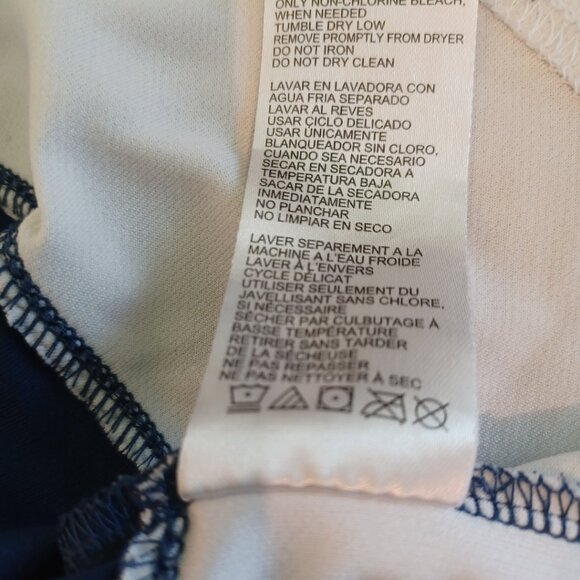 ONLY NON-CHLORINE BLEACH,
WHEN NEEDED
TUMBLE DRY LOW
REMOVE PROMPTLY FROM DRYER
DO NOT IRON
DO NOT DRY CLEAN
LAVAR EN LAVADORA CON
AGUA FRIA SEPARADO
LAVAR AL REVES
USAR CICLO DELICADO
USAR ÚNICAMENTE
BLANQUEADOR SIN CLORO,
CUANDO SEA NECESARIO
SECAR EN SECADORA A
TEMPERATURA BAJA
SACAR DE LA SECADORA
INMEDIATAMENTE
NO PLANCHAR
NO LIMPIAR EN SECO
LAVER SEPAREMENT A LA
MACHINE A L'EAU FROIDE
LAVER À L'ENVERS
CYCLE DÉLICAT
UTILISER SEULEMENT DU
JAVELLISANT SANS CHLORE,
SI NÉCESSAIRE
SÉCHER PAR CULBUTAGE À
BASSE TEMPÉRATURE
RETIRER SANS TARDER
DE LA SÉCHEUSE
NE PAS REPASSER
NE PAS NETTOYER À SEC